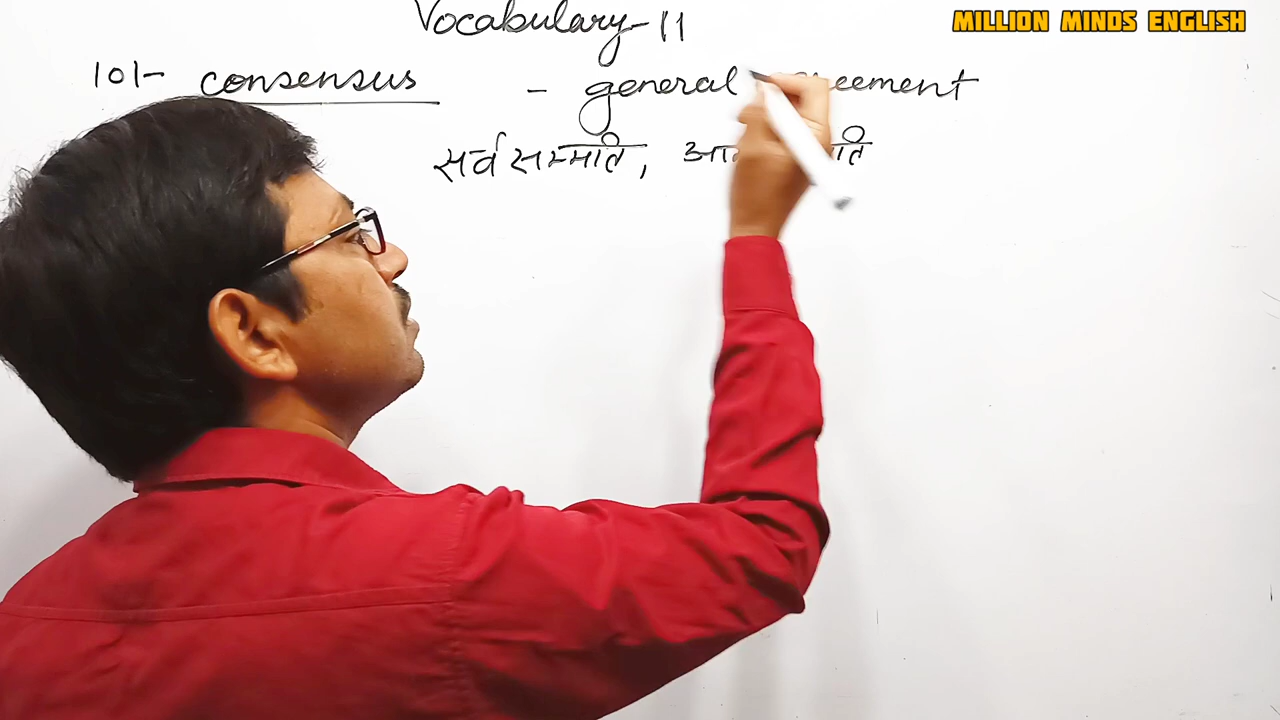 Vocabulary-11
MILLION MINDS ENGLISH
101- consensus - general
सर्वसम्मति,